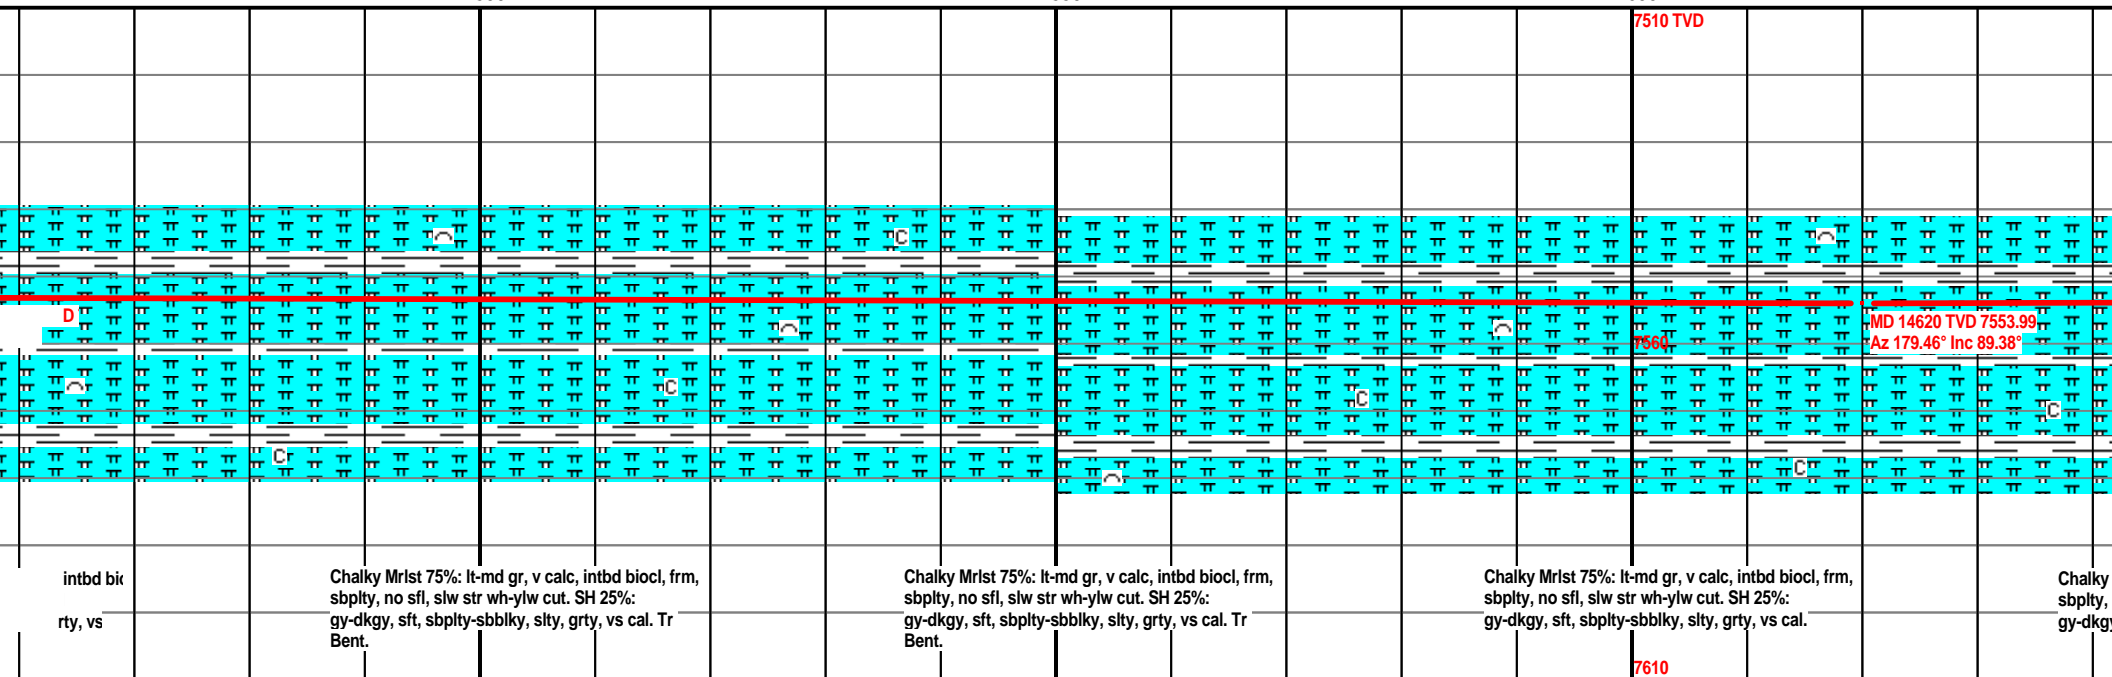 7510 TVD
D
MD 14620 TVD 7553.99
Az 179.46° Inc 89.38°
7560
C
C
C
C
C
C
intbd bio
rty, vs
Chalky Mrlst 75%: lt-md gr, v calc, intbd biocl, frm,
sbplty, no sfl, slw str wh-ylw cut. SH 25%:
gy-dkgy, sft, sbplty-sbblky, slty, grty, vs cal. Tr
Bent.
Chalky Mrlst 75%: lt-md gr, v calc, intbd biocl, frm,
sbplty, no sfl, slw str wh-ylw cut. SH 25%:
gy-dkgy, sft, sbplty-sbblky, slty, grty, vs cal. Tr
Bent.
Chalky Mrlst 75%: lt-md gr, v calc, intbd biocl, frm,
sbplty, no sfl, slw str wh-ylw cut. SH 25%:
gy-dkgy, sft, sbplty-sbblky, slty, grty, vs cal.
Chalky
sbplty,
gy-dkgy
7610